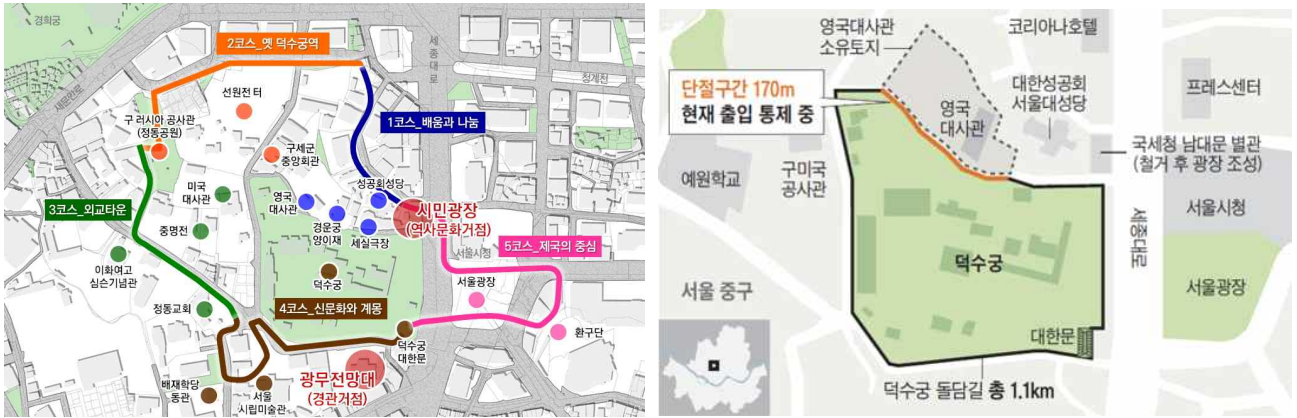 경희궁
2코스_옛 덕수궁역
세종대로
새문안로
청계천
선원전 터
구 러시아 공사관
(정동공원)
1코스_배움과 나눔
구세군
중앙회관
미국
대사관
영국
대사관
성공회성당
시민광장
(역사문화거점)
3코스_외교타운
경운궁
양이재
세실극장
중명전
5코스_제국의 중심
서울시청
이화여고
심슨기념관
덕수궁
서울광장
정동교회
4코스_신문화와 계몽
덕수궁
대한문
환구단
광무전망대
(경관거점)
배재학당
동관
서울
시립미술관
영국대사관
소유토지
코리아나호텔
단절구간 170m
현재 출입 통제 중
대한성공회
서울대성당
프레스센터
영국
대사관
국세청 남대문 별관
(철거 후 광장 조성)
예원학교
구미국
공사관
서울시청
세종대로
덕수궁
서울 중구
서울광장
대한문
덕수궁 돌담길 총 1.1km